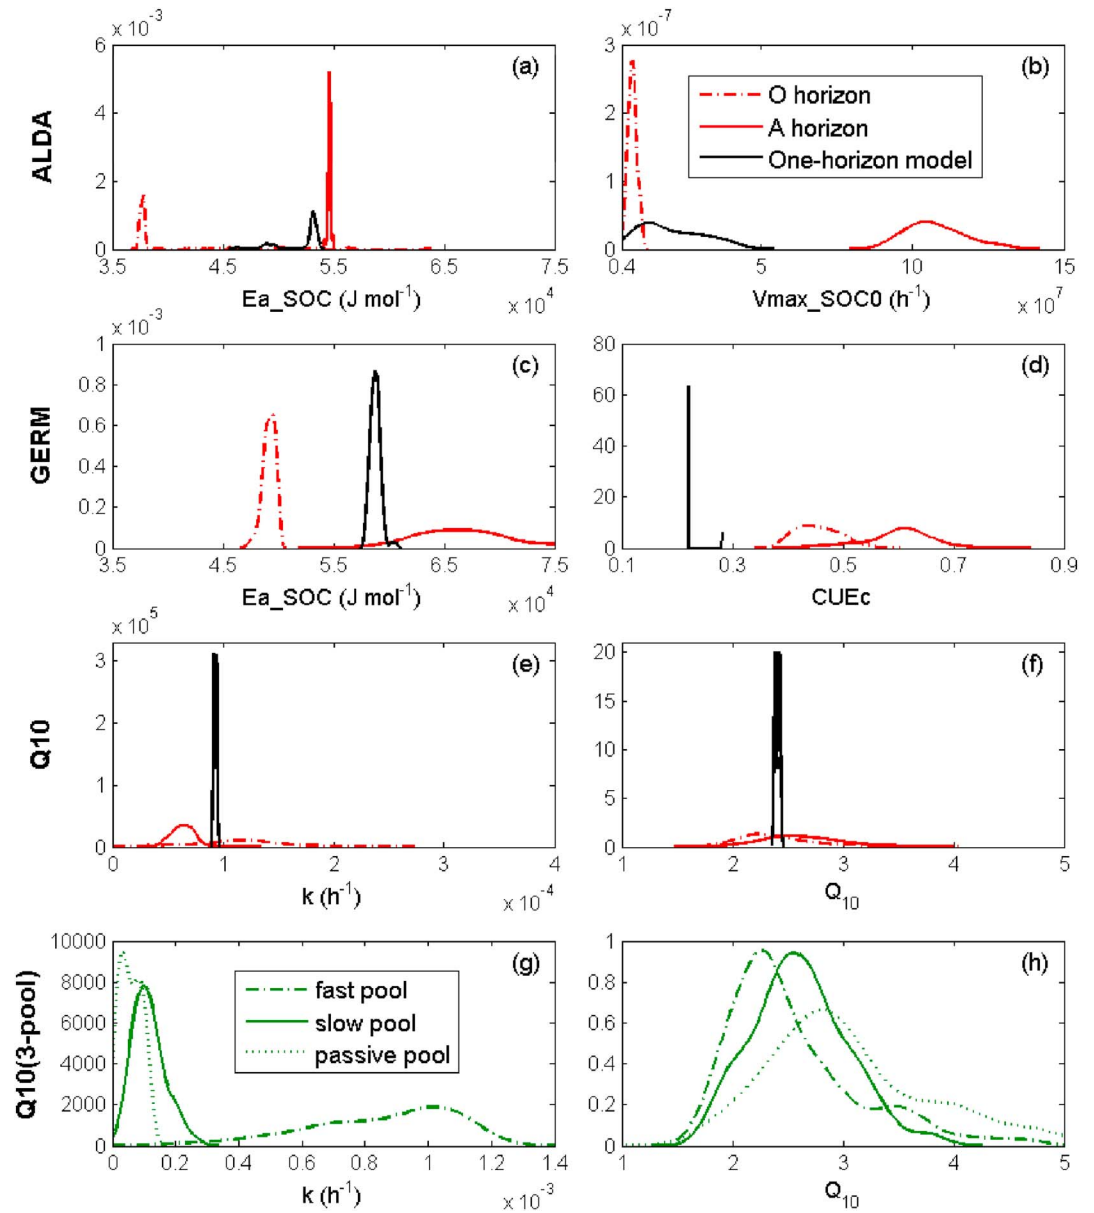 ALDA
x 10⁻³
(a)
6
4
2
0
3.5 4.5 5.5 6.5 7.5
Ea_SOC (J mol⁻¹)
x 10⁴
x 10⁻⁷
(b)
3
2
1
0
O horizon
A horizon
One-horizon model
0.4 5 10 15
Vmax_SOC0 (h⁻¹)
x 10⁷
GERM
x 10⁻³
(c)
1
0.8
0.6
0.4
0.2
0
3.5 4.5 5.5 6.5 7.5
Ea_SOC (J mol⁻¹)
x 10⁴
(d)
80
60
40
20
0
0.1 0.3 0.5 0.7 0.9
CUEc
Q10
x 10⁵
(e)
3
2
1
0
0 1 2 3 4
k (h⁻¹)
x 10⁻⁴
(f)
20
15
10
5
0
1 2 3 4 5
Q₁₀
Q10(3-pool)
(g)
10000
8000
6000
4000
2000
0
fast pool
slow pool
passive pool
0 0.2 0.4 0.6 0.8 1 1.2 1.4
k (h⁻¹)
x 10⁻³
(h)
1
0.8
0.6
0.4
0.2
0
1 2 3 4 5
Q₁₀